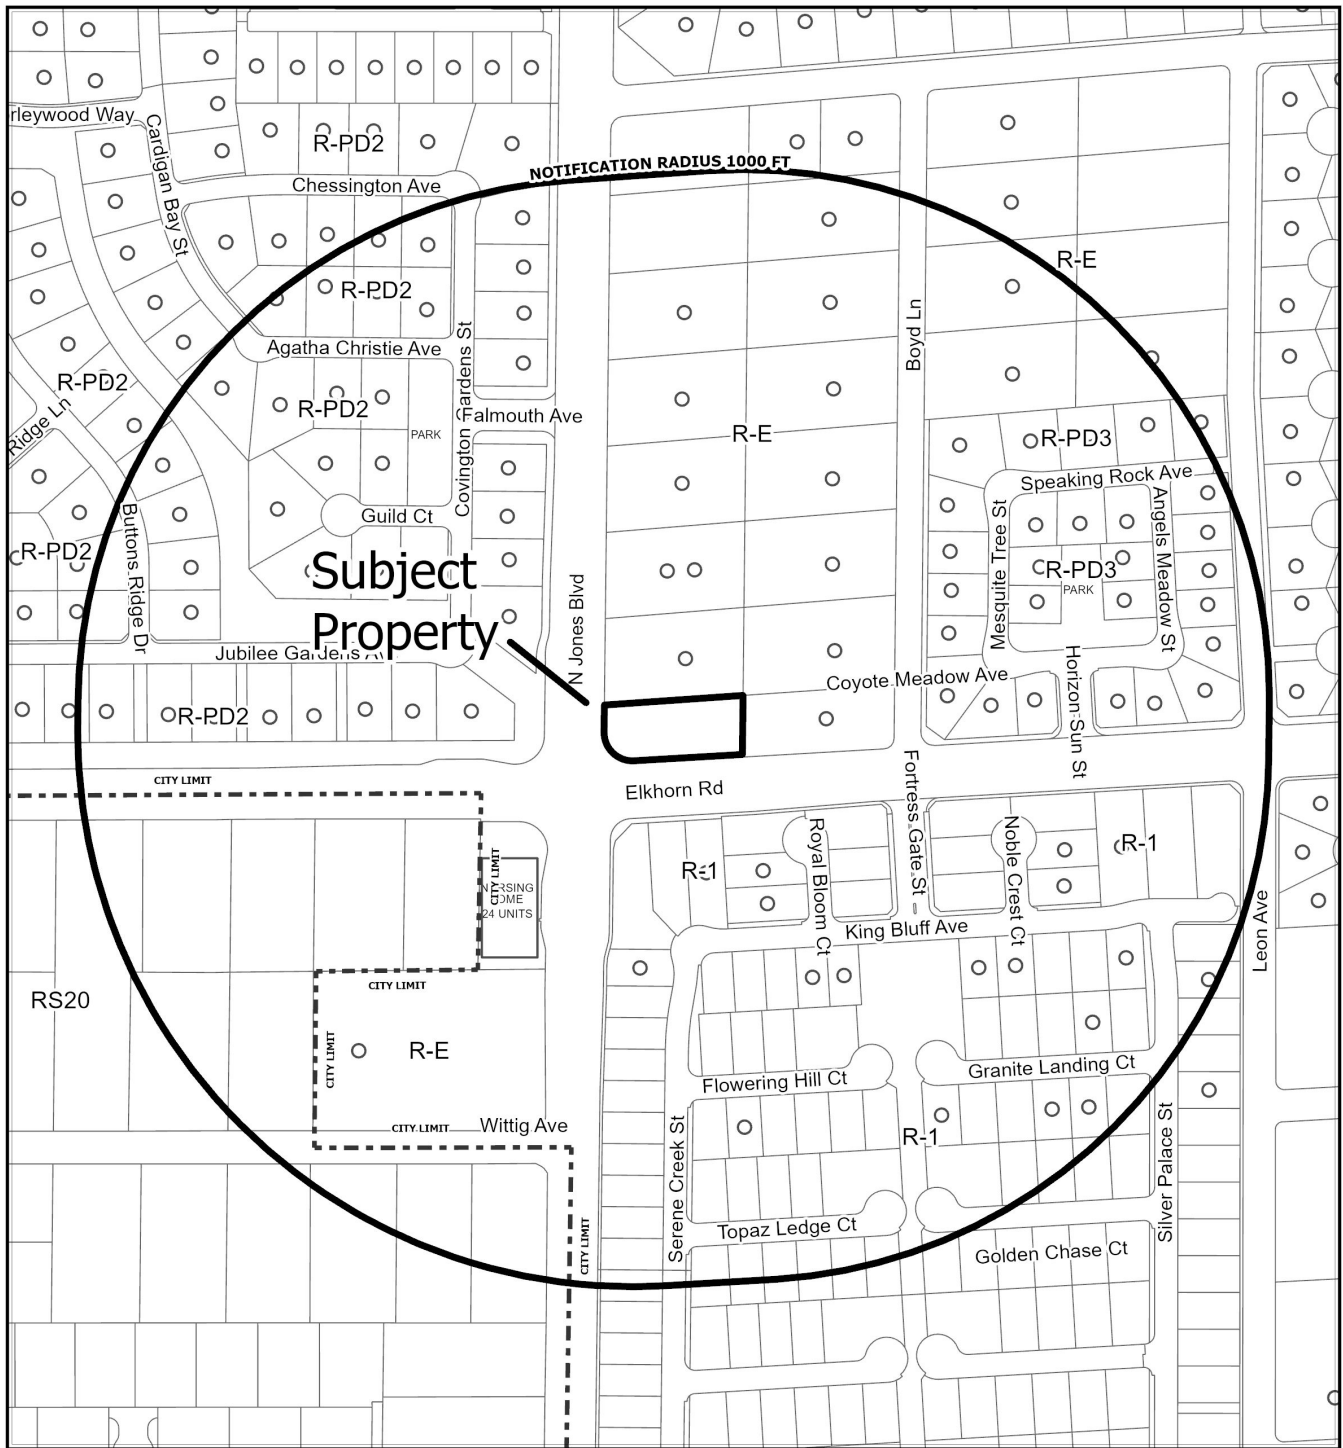 rleywood Way
Cardigan Bay St
R-PD2
Chessington Ave
NOTIFICATION RADIUS 1000 FT
R-E
R-PD2
Boyd Ln
Agatha Christie Ave
Covington Gardens St
R-PD2
Ridge Ln
R-PD2
PARK
Falmouth Ave
R-E
R-PD3
Speaking Rock Ave
Buttons Ridge Dr
Guild Ct
Mesquite Tree St
Angels Meadow St
R-PD2
Subject
Property
N Jones Blvd
R-PD3
PARK
Jubilee Gardens Av
Coyote Meadow Ave
Horizon Sun St
R-PD2
CITY LIMIT
Elkhorn Rd
Fortress Gate St
Royal Bloom Ct
Noble Crest Ct
R-1
R-1
CITY LIMIT
24 UNITS
King Bluff Ave
Leon Ave
CITY LIMIT
RS20
CITY LIMIT
R-E
Flowering Hill Ct
Granite Landing Ct
CITY LIMIT
Wittig Ave
R-1
Serene Creek St
Silver Palace St
Topaz Ledge Ct
CITY LIMIT
Golden Chase Ct